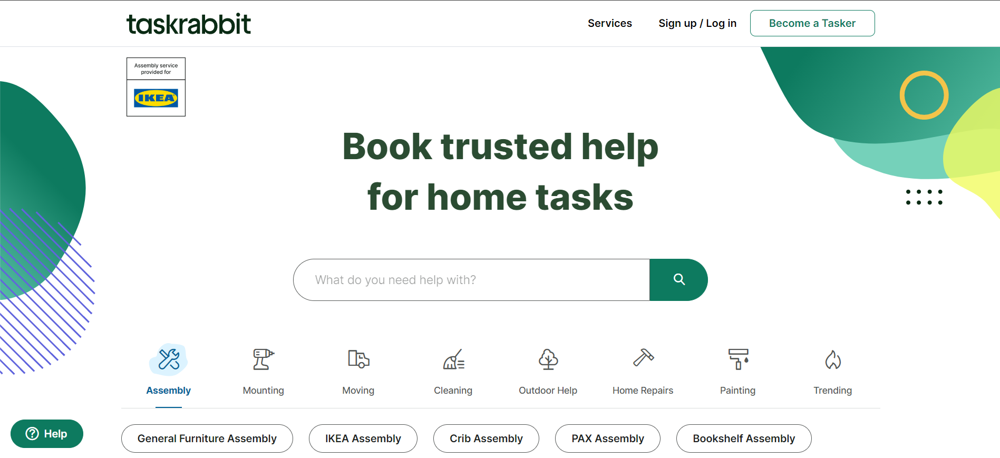 taskrabbit
Services
Sign up / Log in
Become a Tasker
Assembly service
provided for
IKEA
Book trusted help
for home tasks
What do you need help with?
Assembly
Mounting
Moving
Cleaning
Outdoor Help
Home Repairs
Painting
Trending
Help
General Furniture Assembly
IKEA Assembly
Crib Assembly
PAX Assembly
Bookshelf Assembly